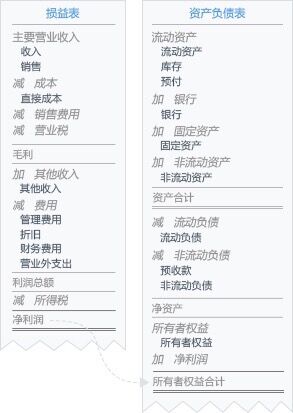 损益表
主要营业收入
收入
销售
减 成本
直接成本
减 销售费用
减 营业税
毛利
加 其他收入
其他收入
减 费用
管理费用
折旧
财务费用
营业外支出
利润总额
减 所得税
净利润
资产负债表
流动资产
流动资产
库存
预付
加 银行
银行
加 固定资产
固定资产
加 非流动资产
非流动资产
资产合计
减 流动负债
流动负债
减 非流动负债
预收款
非流动负债
净资产
所有者权益
所有者权益
加 净利润
所有者权益合计